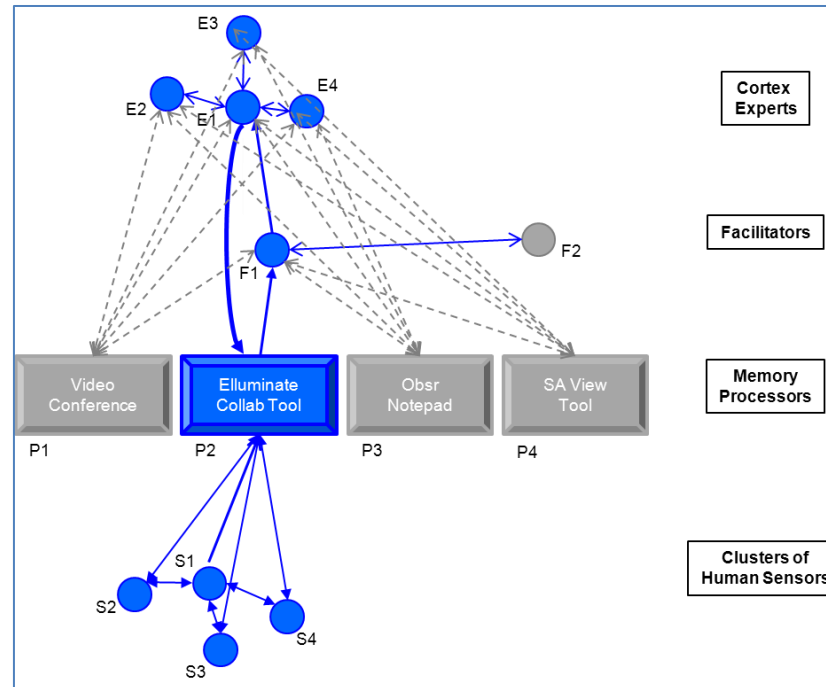 E3
E2
E1
E4
Cortex
Experts
F1
F2
Facilitators
Video
Conference
Elluminate
Collab Tool
Obsr
Notepad
SA View
Tool
Memory
Processors
P1
P2
P3
P4
S1
S2
S3
S4
Clusters of
Human Sensors